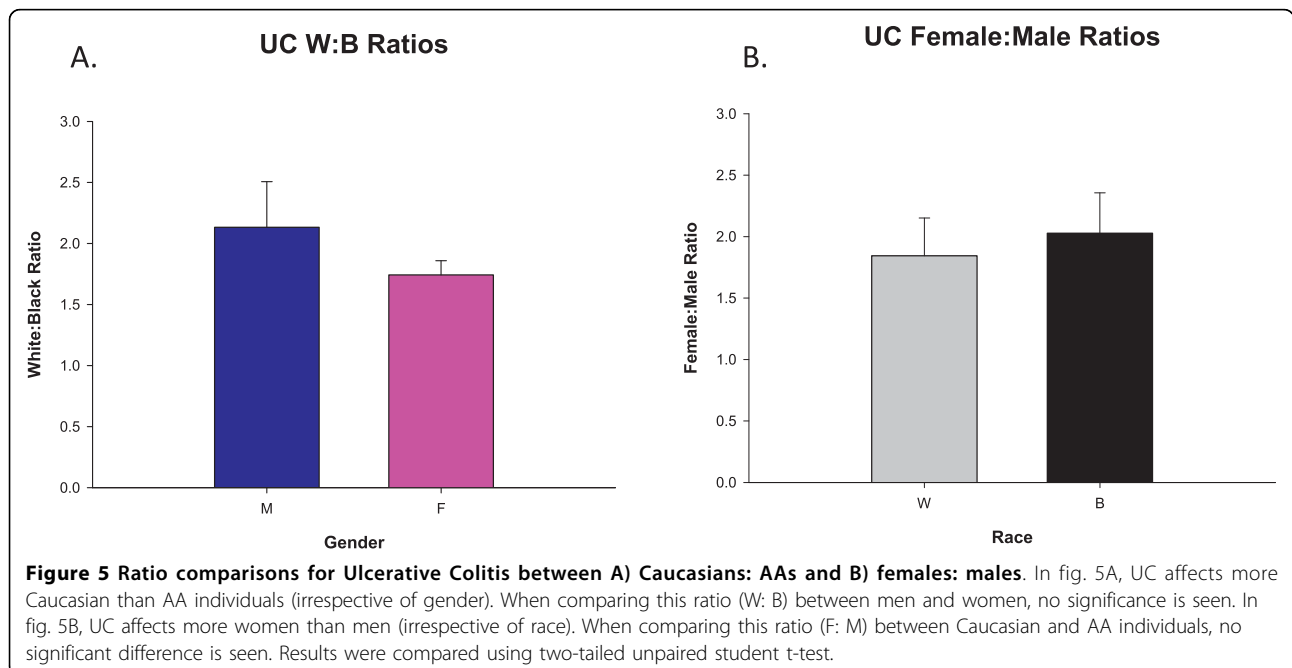 A.
UC W:B Ratios
3.0
2.5
2.0
1.5
1.0
0.5
0.0
White:Black Ratio
M
F
Gender
B.
UC Female:Male Ratios
3.0
2.5
2.0
1.5
1.0
0.5
0.0
Female:Male Ratio
W
B
Race
Figure 5 Ratio comparisons for Ulcerative Colitis between A) Caucasians: AAs and B) females: males. In fig. 5A, UC affects more
Caucasian than AA individuals (irrespective of gender). When comparing this ratio (W: B) between men and women, no significance is seen. In
fig. 5B, UC affects more women than men (irrespective of race). When comparing this ratio (F: M) between Caucasian and AA individuals, no
significant difference is seen. Results were compared using two-tailed unpaired student t-test.